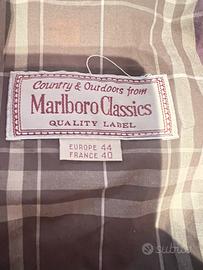 Country & Outdoors from
Marlboro Classics
QUALITY LABEL
EUROPE 44
FRANCE 40
subito